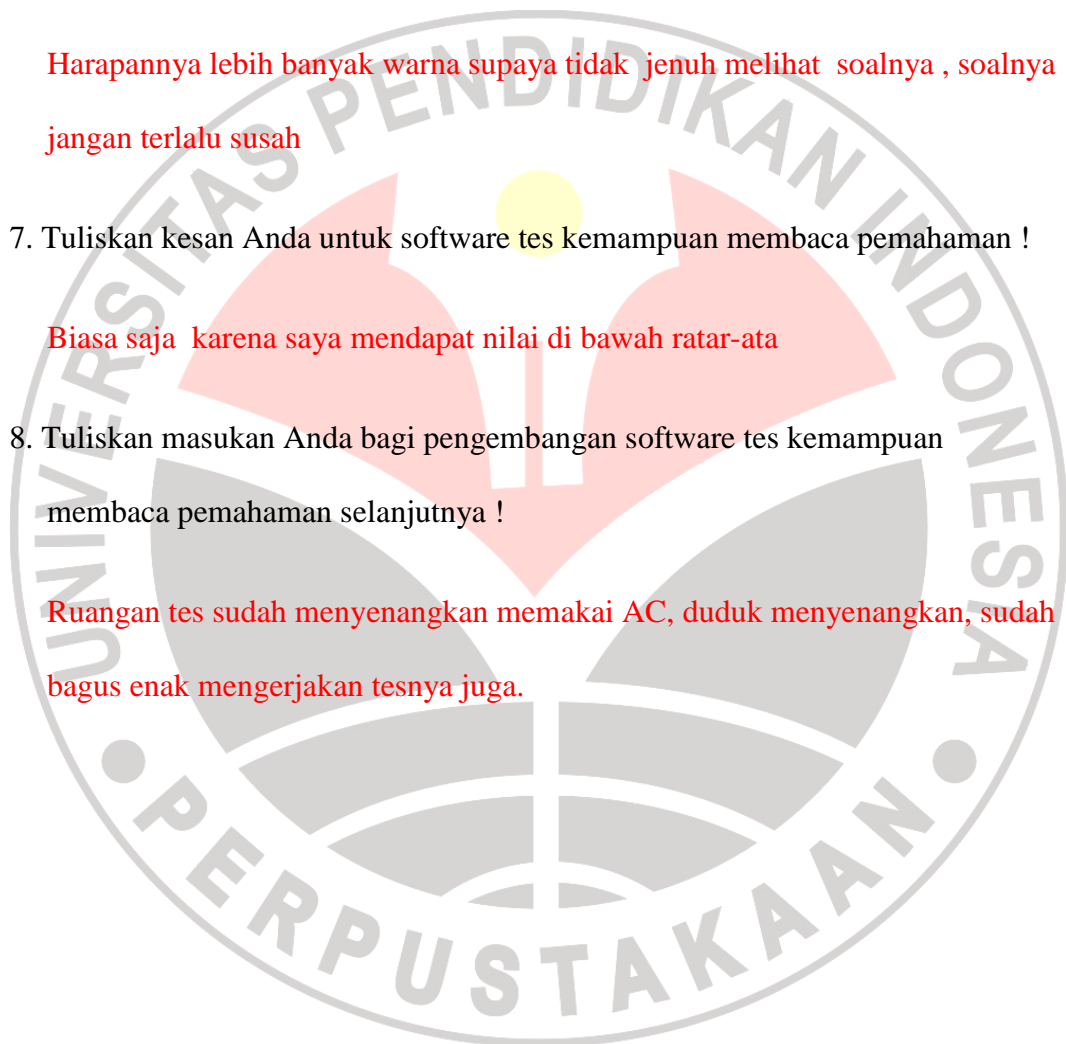 Harapannya lebih banyak warna supaya tidak jenuh melihat soalnya , soalnya
jangan terlalu susah
7. Tuliskan kesan Anda untuk software tes kemampuan membaca pemahaman !
Biasa saja karena saya mendapat nilai di bawah ratar-ata
8. Tuliskan masukan Anda bagi pengembangan software tes kemampuan
membaca pemahaman selanjutnya !
Ruangan tes sudah menyenangkan memakai AC, duduk menyenangkan, sudah
bagus enak mengerjakan tesnya juga.
UNIVERSITAS PENDIDIKAN INDONESIA
PERPUSTAKAAN